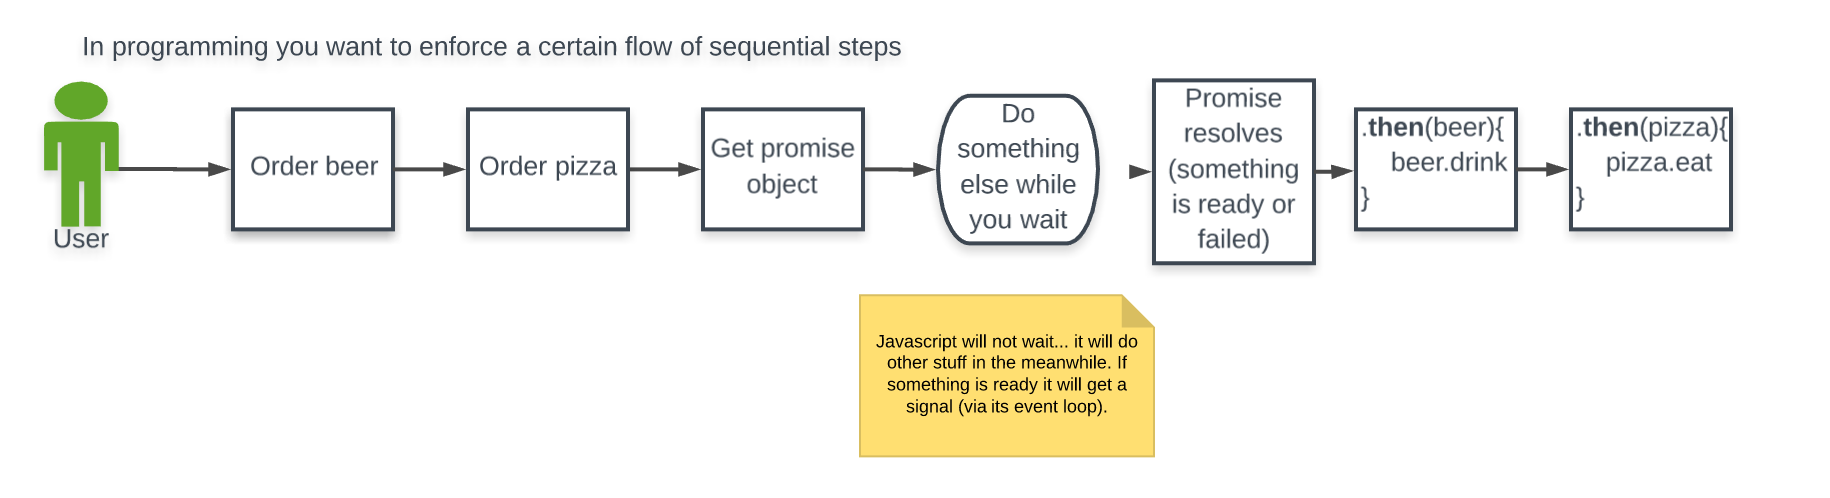 In programming you want to enforce a certain flow of sequential steps
User
Order beer
Order pizza
Get promise
object
Do
something
else while
you wait
Promise
resolves
(something
is ready or
failed)
.then(beer){
beer.drink
}
.then(pizza){
pizza.eat
}
Javascript will not wait... it will do
other stuff in the meanwhile. If
something is ready it will get a
signal (via its event loop).